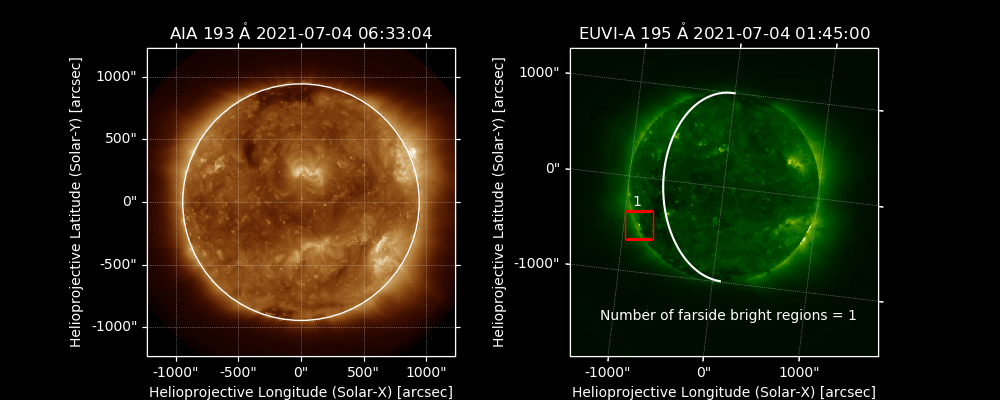 AIA 193 Å 2021-07-04 06:33:04
Helioprojective Latitude (Solar-Y) [arcsec]
1000"
500"
0"
-500"
-1000"
-1000"
-500"
0"
500"
1000"
Helioprojective Longitude (Solar-X) [arcsec]
EUVI-A 195 Å 2021-07-04 01:45:00
Helioprojective Latitude (Solar-Y) [arcsec]
1000"
0"
-1000"
1
Number of farside bright regions = 1
-1000"
0"
1000"
Helioprojective Longitude (Solar-X) [arcsec]